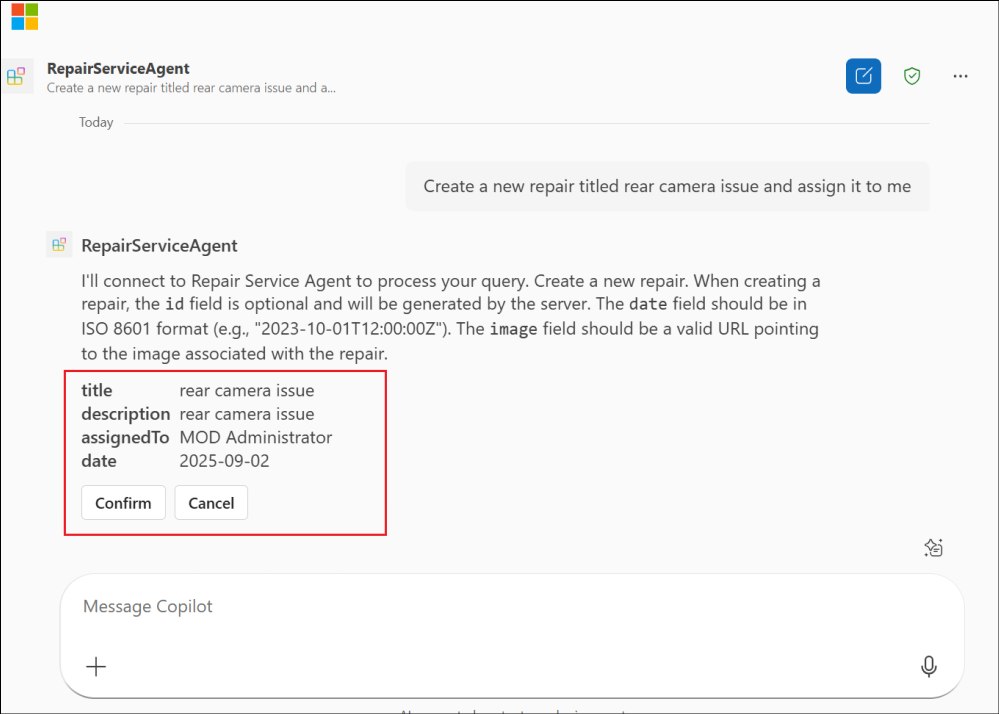 RepairServiceAgent
Create a new repair titled rear camera issue and a...
Today
Create a new repair titled rear camera issue and assign it to me
RepairServiceAgent
I'll connect to Repair Service Agent to process your query. Create a new repair. When creating a
repair, the id field is optional and will be generated by the server. The date field should be in
ISO 8601 format (e.g., "2023-10-01T12:00:00Z"). The image field should be a valid URL pointing
to the image associated with the repair.
title rear camera issue
description rear camera issue
assignedTo MOD Administrator
date 2025-09-02
Confirm Cancel
Message Copilot